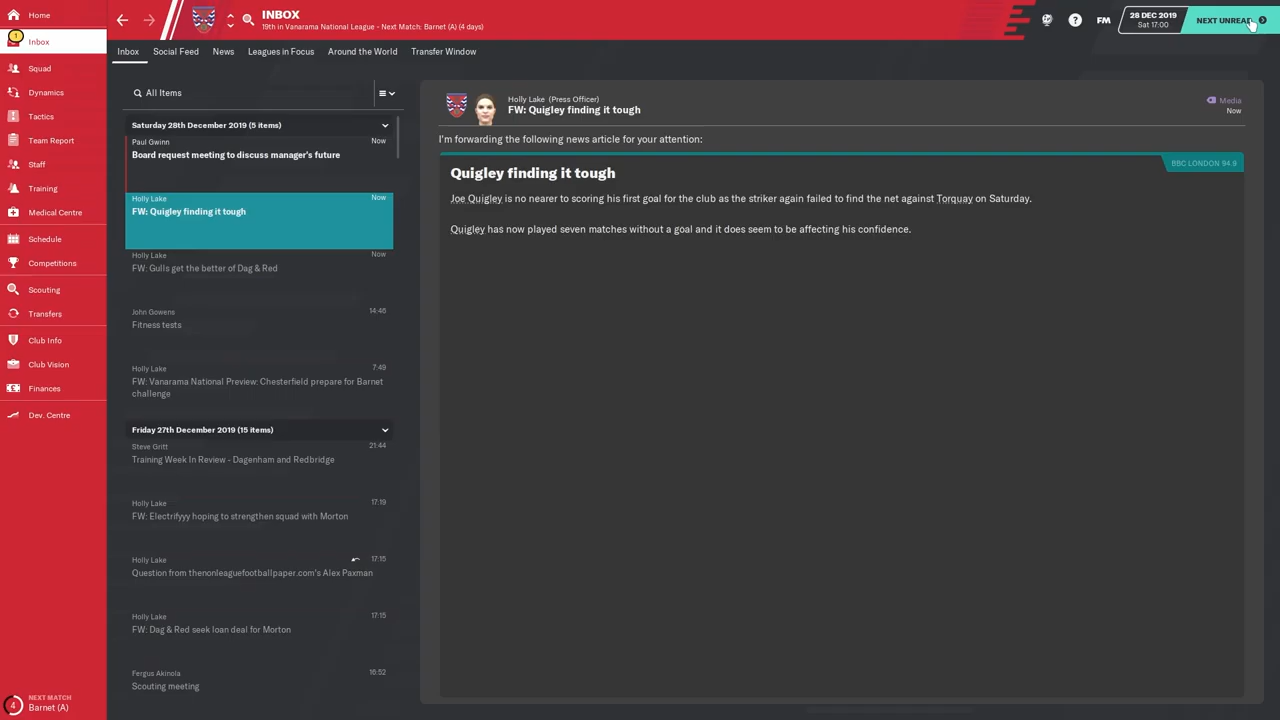 Home
1
Inbox
Squad
Dynamics
Tactics
Team Report
Staff
Training
Medical Centre
Schedule
Competitions
Scouting
Transfers
Club Info
Club Vision
Finances
Dev. Centre
4
NEXT MATCH
Barnet (A)
INBOX
19th in Vanarama National League - Next Match: Barnet (A) (4 days)
?
FM
28 DEC 2019
Sat 17:00
NEXT UNREAD
Inbox
Social Feed
News
Leagues in Focus
Around the World
Transfer Window
All Items
Saturday 28th December 2019 (5 items)
Paul Gwinn
Now
Board request meeting to discuss manager's future
Holly Lake
Now
FW: Quigley finding it tough
Holly Lake
Now
FW: Gulls get the better of Dag & Red
John Gowens
14:46
Fitness tests
Holly Lake
7:49
FW: Vanarama National Preview: Chesterfield prepare for Barnet
challenge
Friday 27th December 2019 (15 items)
Steve Gritt
21:44
Training Week In Review - Dagenham and Redbridge
Holly Lake
17:19
FW: Electrifyyy hoping to strengthen squad with Morton
Holly Lake
17:15
Question from thenonleaguefootballpaper.com's Alex Paxman
Holly Lake
17:15
FW: Dag & Red seek loan deal for Morton
Fergus Akinola
16:52
Scouting meeting
Holly Lake (Press Officer)
FW: Quigley finding it tough
Media
Now
I'm forwarding the following news article for your attention:
BBC LONDON 94.9
Quigley finding it tough
Joe Quigley is no nearer to scoring his first goal for the club as the striker again failed to find the net against Torquay on Saturday.
Quigley has now played seven matches without a goal and it does seem to be affecting his confidence.